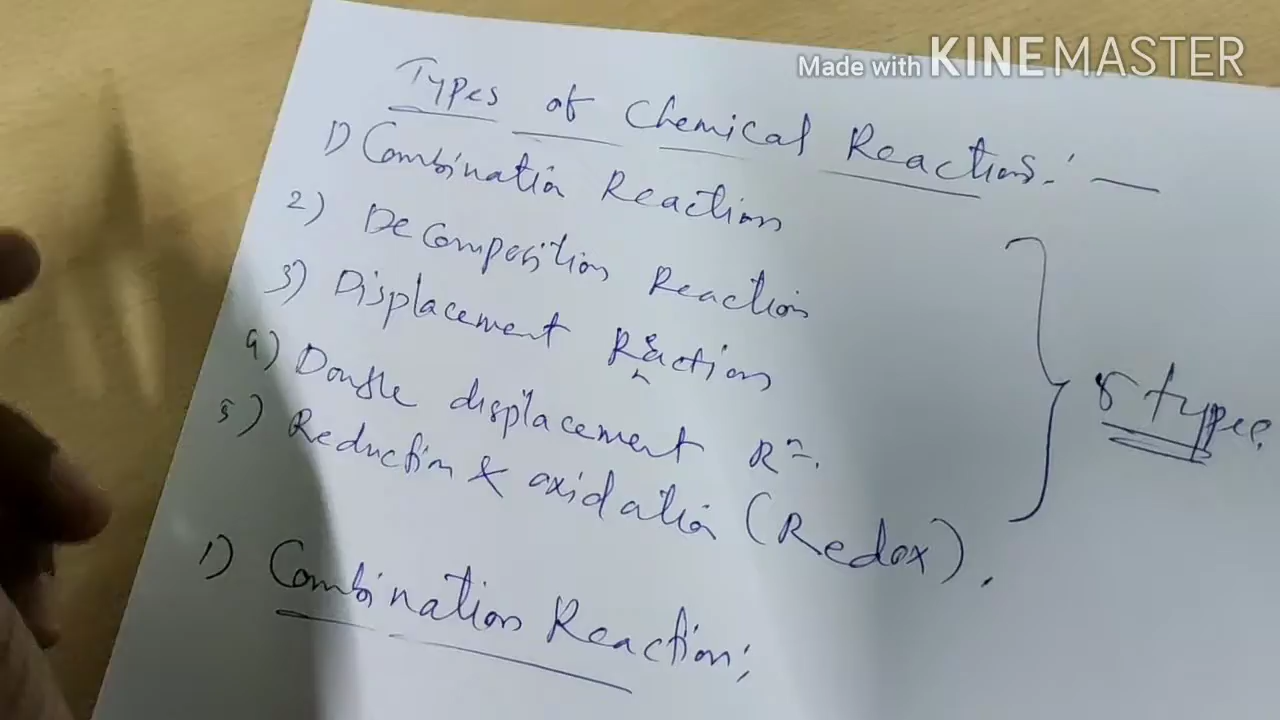 Made with KINEMASTER
Types of Chemical Reactions:-
1) Combination Reaction
2) Decomposition Reaction
3) Displacement Reaction
4) Double displacement Rn.
5) Reduction & oxidation (Redox).
5 types
1) Combination Reaction;